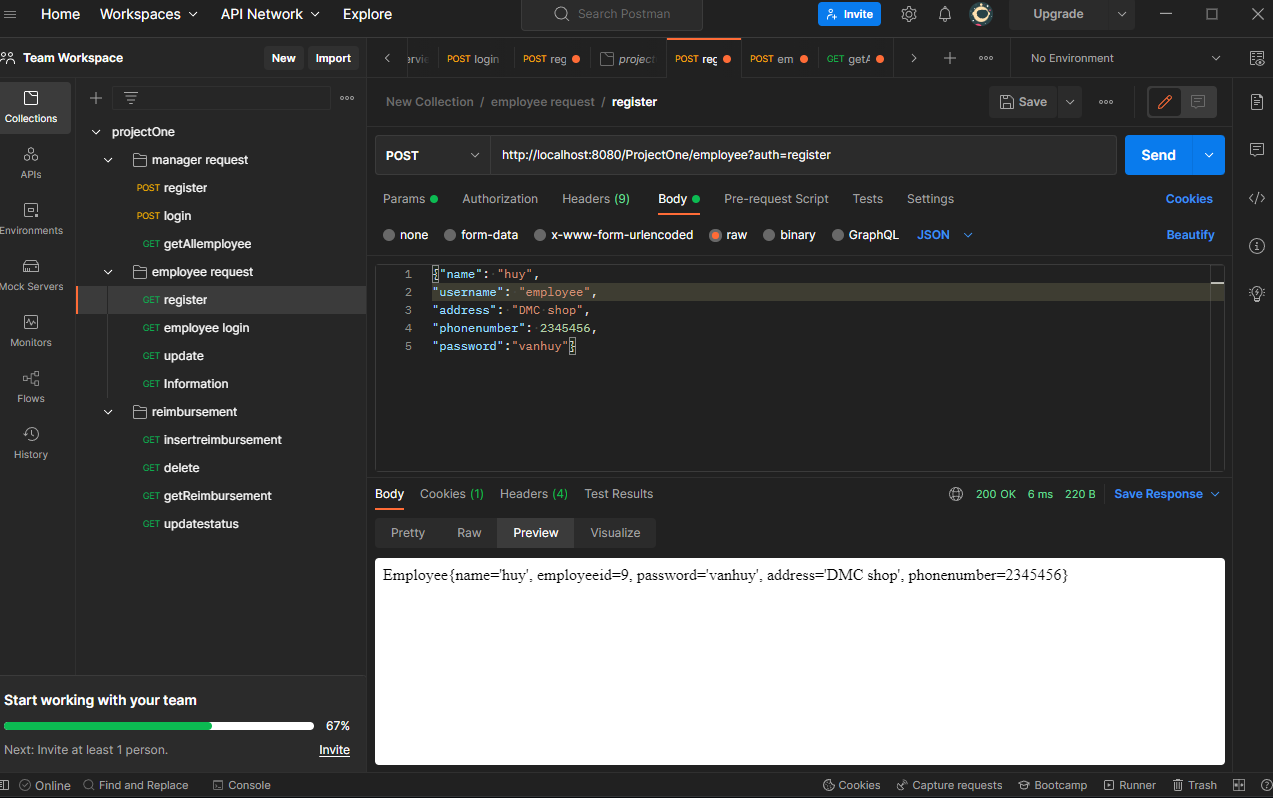 Home Workspaces API Network Explore Search Postman Invite Upgrade
Team Workspace New Import
POST login POST reg project POST reg POST em GET getA No Environment
New Collection / employee request / register Save
Collections
APIs
Environments
Mock Servers
Monitors
Flows
History
projectOne
manager request
POST register
POST login
GET getAllemployee
employee request
GET register
GET employee login
GET update
GET Information
reimbursement
GET insertreimbursement
GET delete
GET getReimbursement
GET updatestatus
POST http://localhost:8080/ProjectOne/employee?auth=register Send
Params Authorization Headers (9) Body Pre-request Script Tests Settings Cookies
none form-data x-www-form-urlencoded raw binary GraphQL JSON Beautify
1 {"name": "huy",
2 "username": "employee",
3 "address": "DMC shop",
4 "phonenumber": 2345456,
5 "password":"vanhuy"}
Body Cookies (1) Headers (4) Test Results 200 OK 6 ms 220 B Save Response
Pretty Raw Preview Visualize
Employee{name='huy', employeeid=9, password='vanhuy', address='DMC shop', phonenumber=2345456}
Start working with your team
67%
Next: Invite at least 1 person. Invite
Online Find and Replace Console Cookies Capture requests Bootcamp Runner Trash